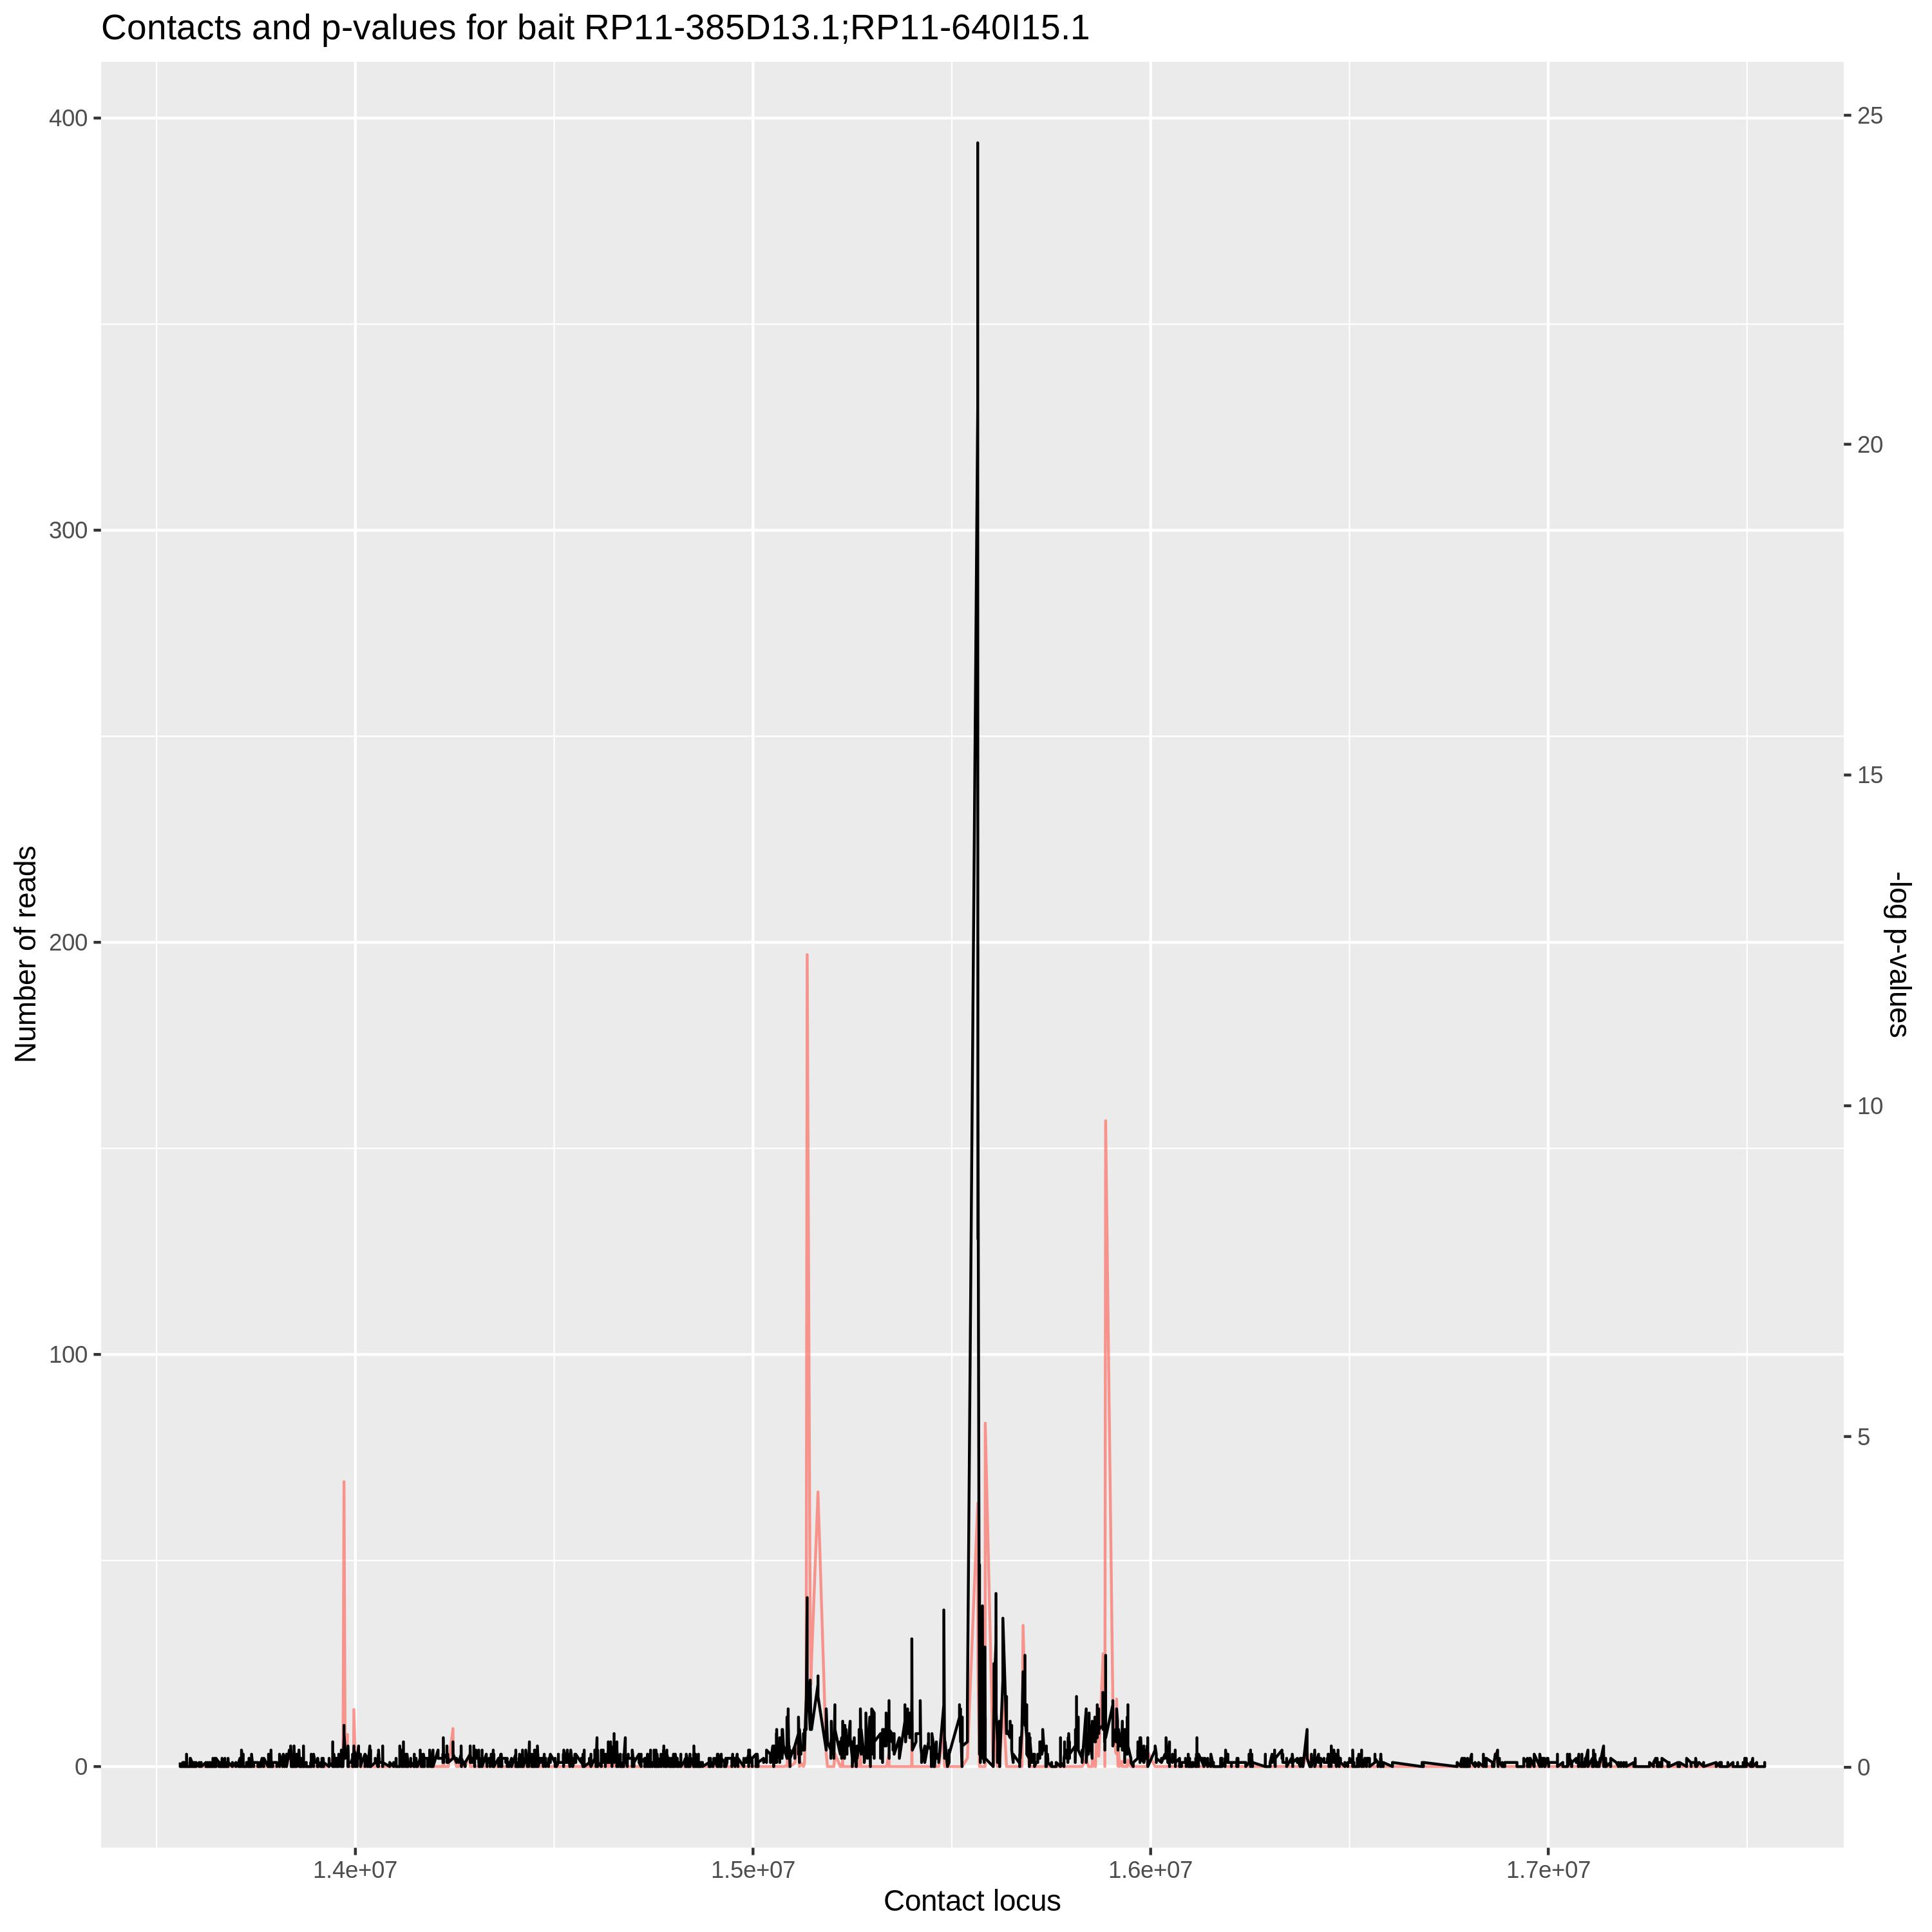 Contacts and p-values for bait RP11-385D13.1;RP11-640I15.1
400
300
200
100
0
Number of reads
25
20
15
10
5
0
-log p-values
1.4e+07
1.5e+07
1.6e+07
1.7e+07
Contact locus